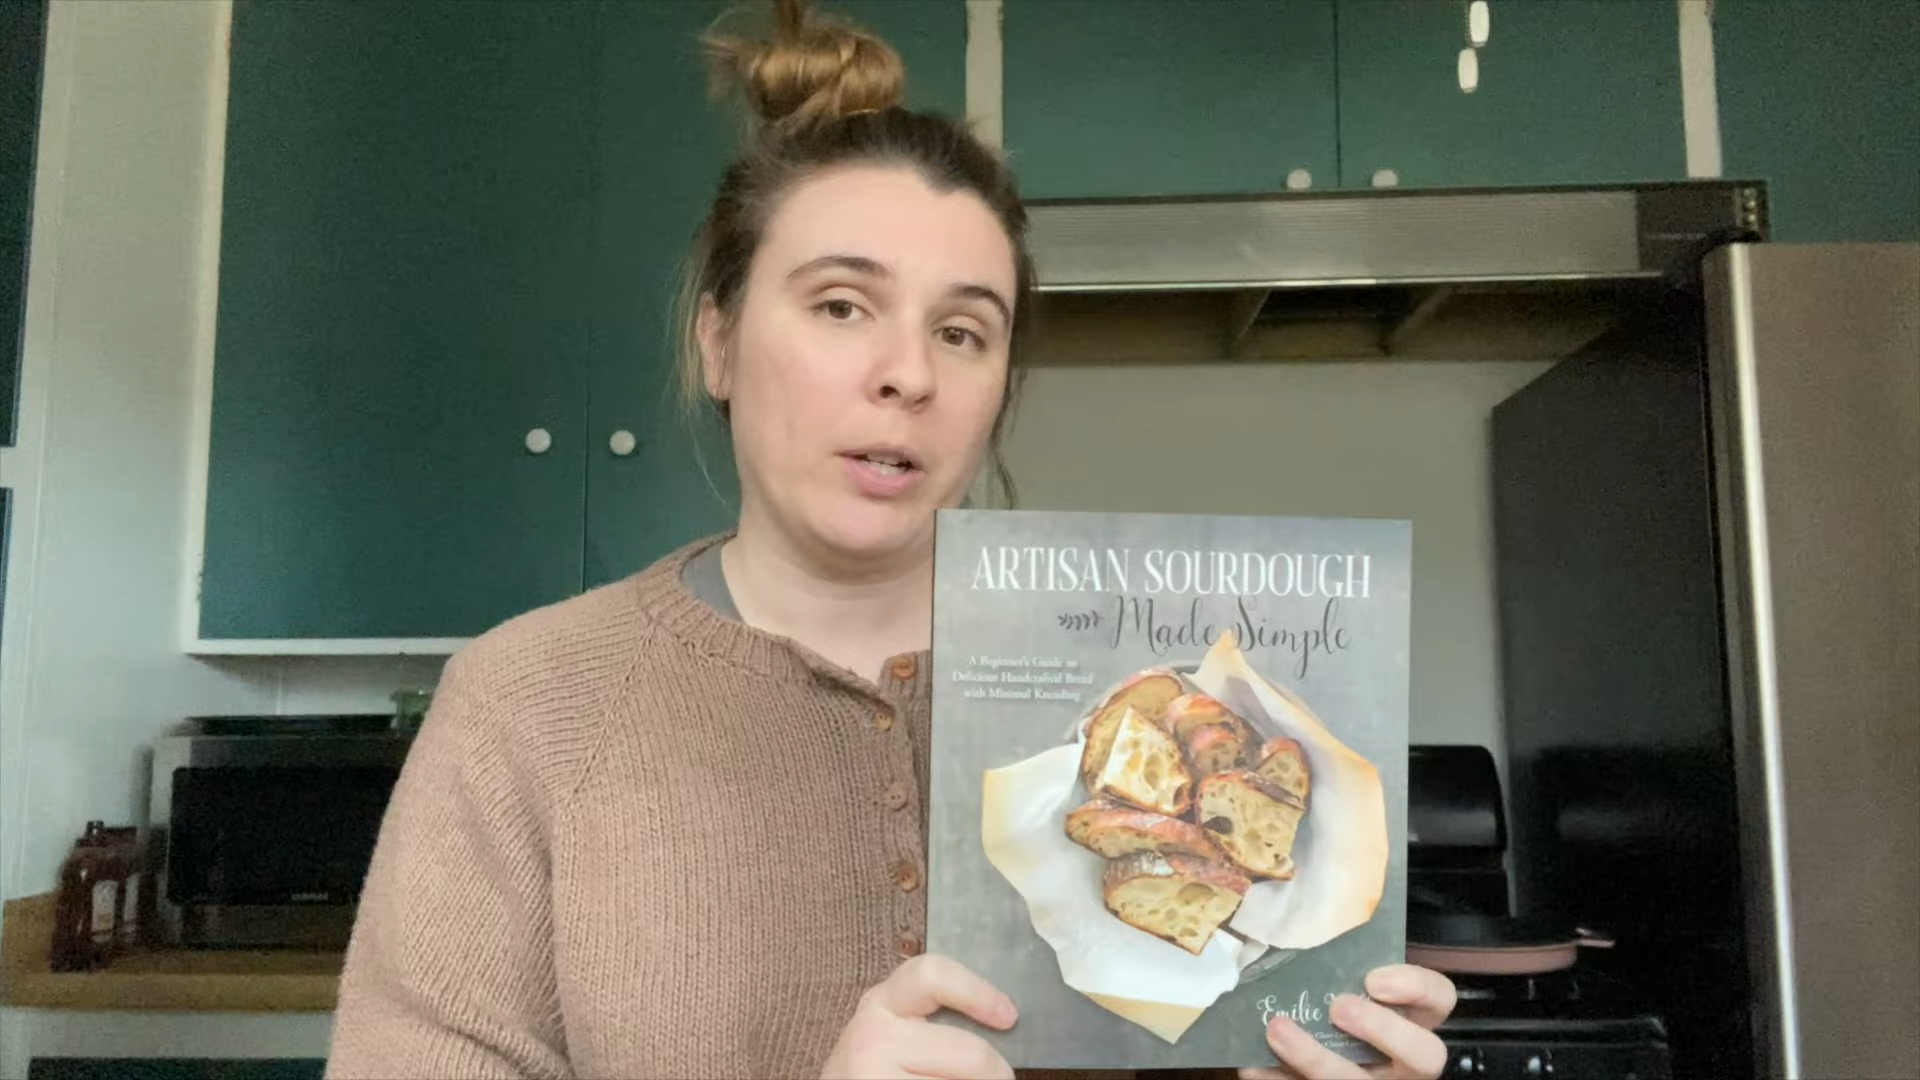 ARTISAN SOURDOUGH
Made Simple
A Beginner's Guide to
Delicious Handcrafted Bread
with Minimal Kneading
Emilie